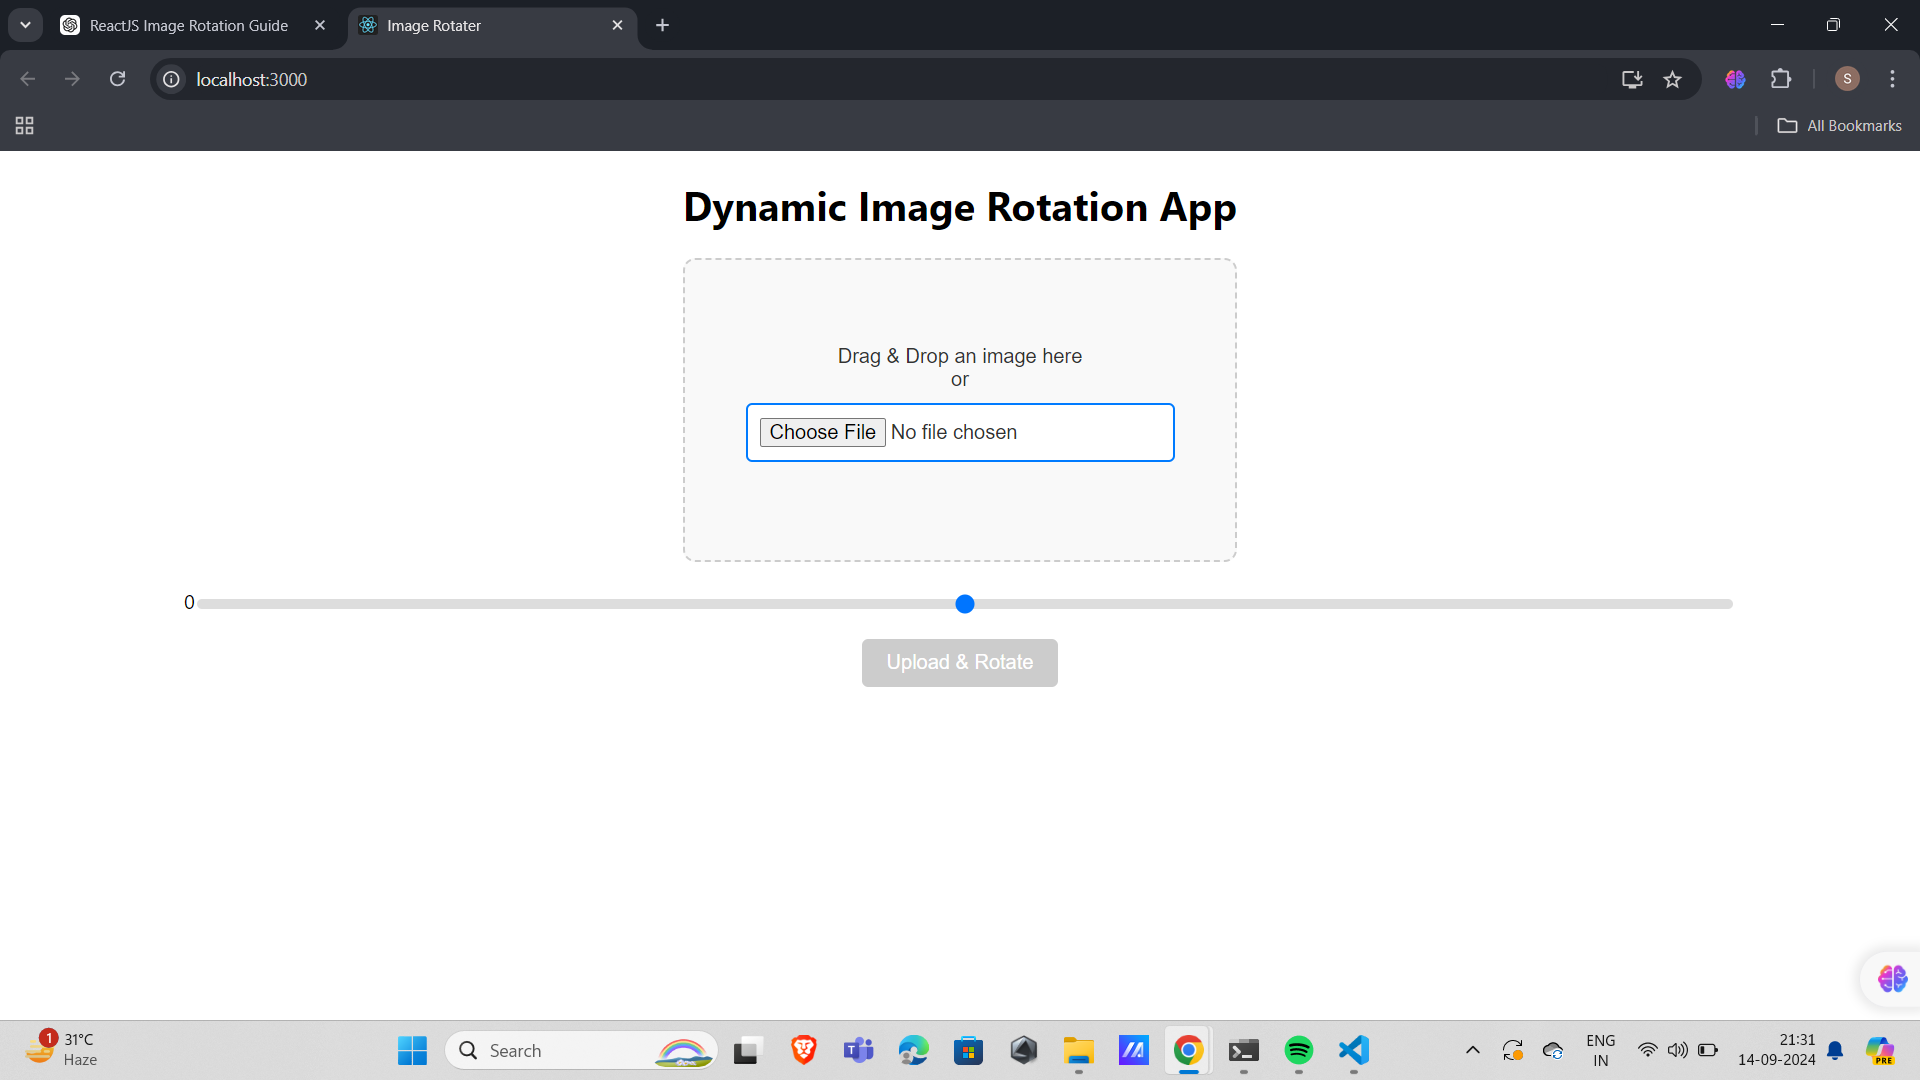 ReactJS Image Rotation Guide
Image Rotater
localhost:3000
S
All Bookmarks
Dynamic Image Rotation App
Drag & Drop an image here
or
Choose File No file chosen
0
Upload & Rotate
1
31°C
Haze
Search
T
ENG
IN
21:31
14-09-2024
PRE